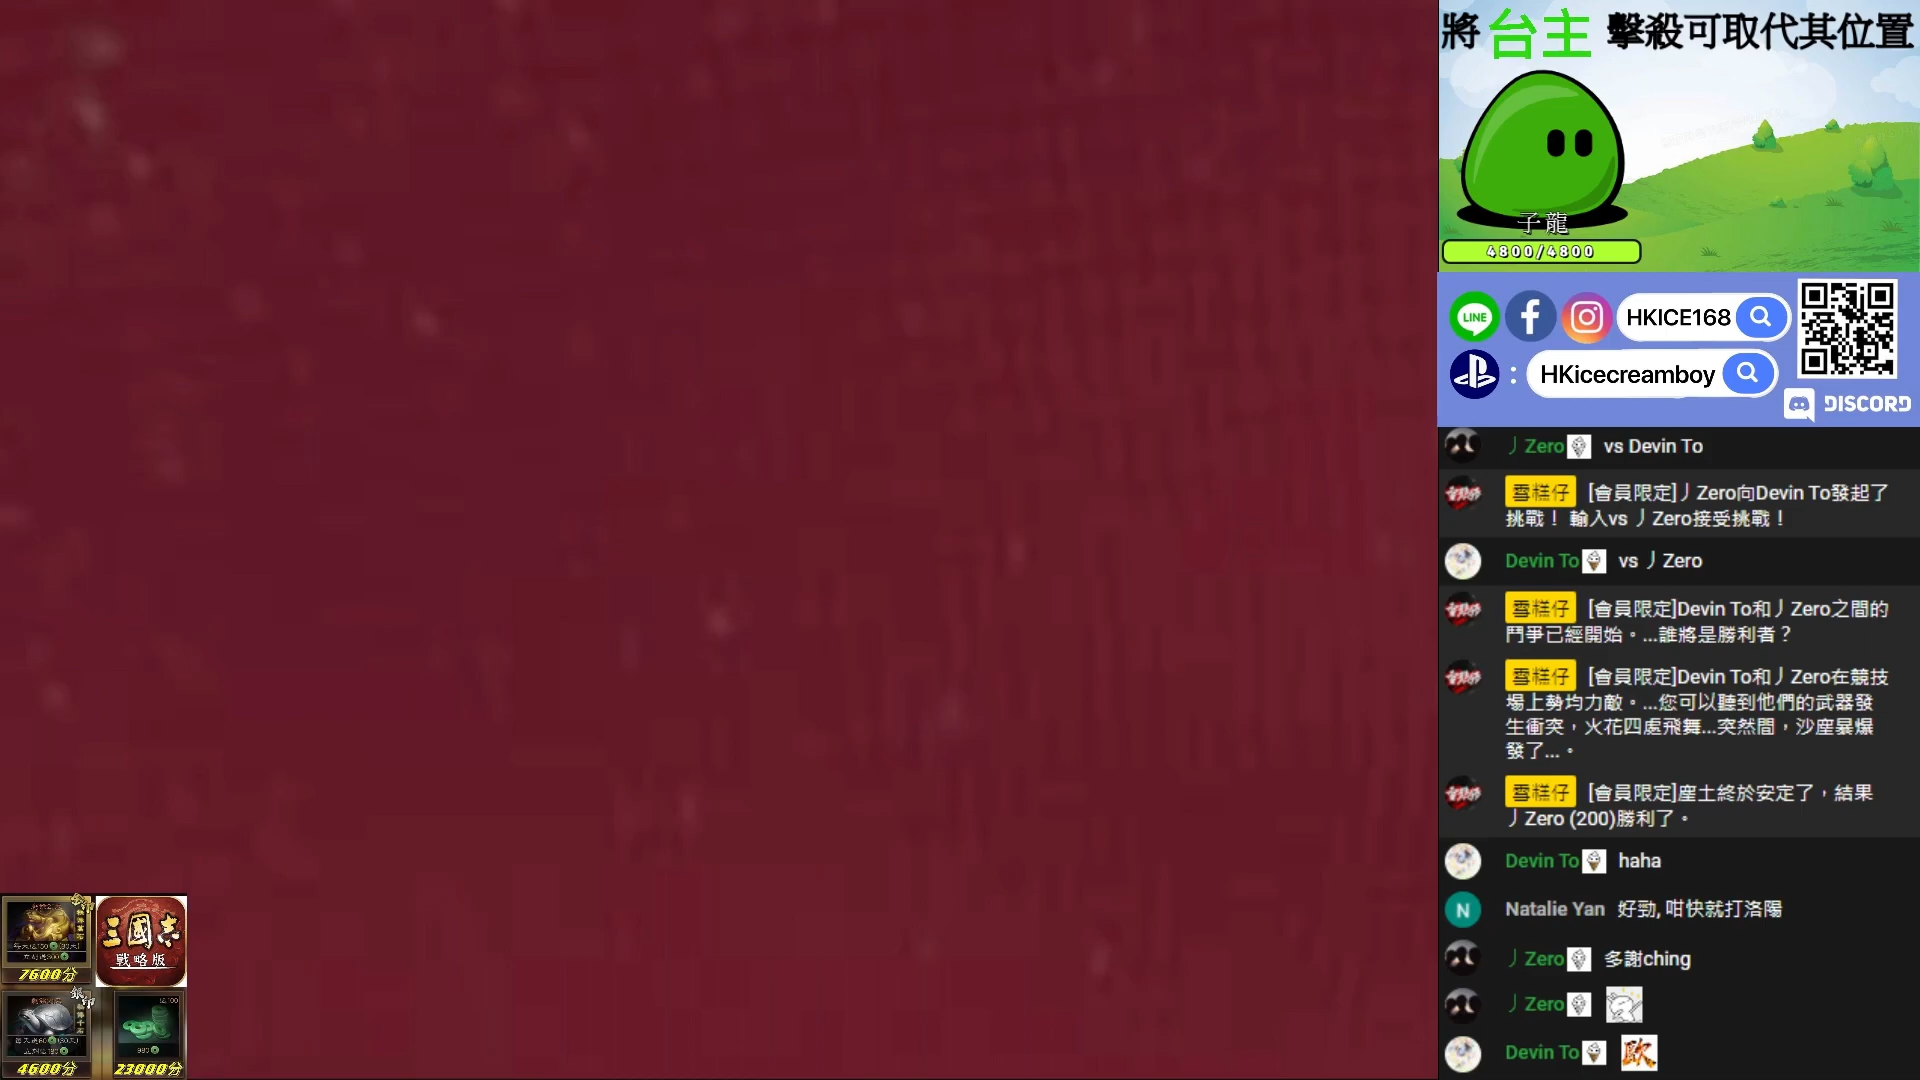 將 台主 擊殺可取代其位置
子龍
4800/4800
LINE
HKICE168
HKicecreamboy
DISCORD
丿Zero vs Devin To
雪糕仔 [會員限定]丿Zero向Devin To發起了
挑戰！ 輸入vs 丿Zero接受挑戰！
Devin To vs 丿Zero
雪糕仔 [會員限定]Devin To和丿Zero之間的
鬥爭已經開始。...誰將是勝利者？
雪糕仔 [會員限定]Devin To和丿Zero在競技
場上勢均力敵。...您可以聽到他們的武器發
生衝突，火花四處飛舞...突然間，沙座暴爆
發了...。
雪糕仔 [會員限定]座土終於安定了，結果
丿Zero (200)勝利了。
Devin To haha
N Natalie Yan 好勁, 咁快就打洛陽
丿Zero 多謝ching
丿Zero
Devin To 歐
三國志
戰略版
金印
7600分
銀印
4600分
980
23000分